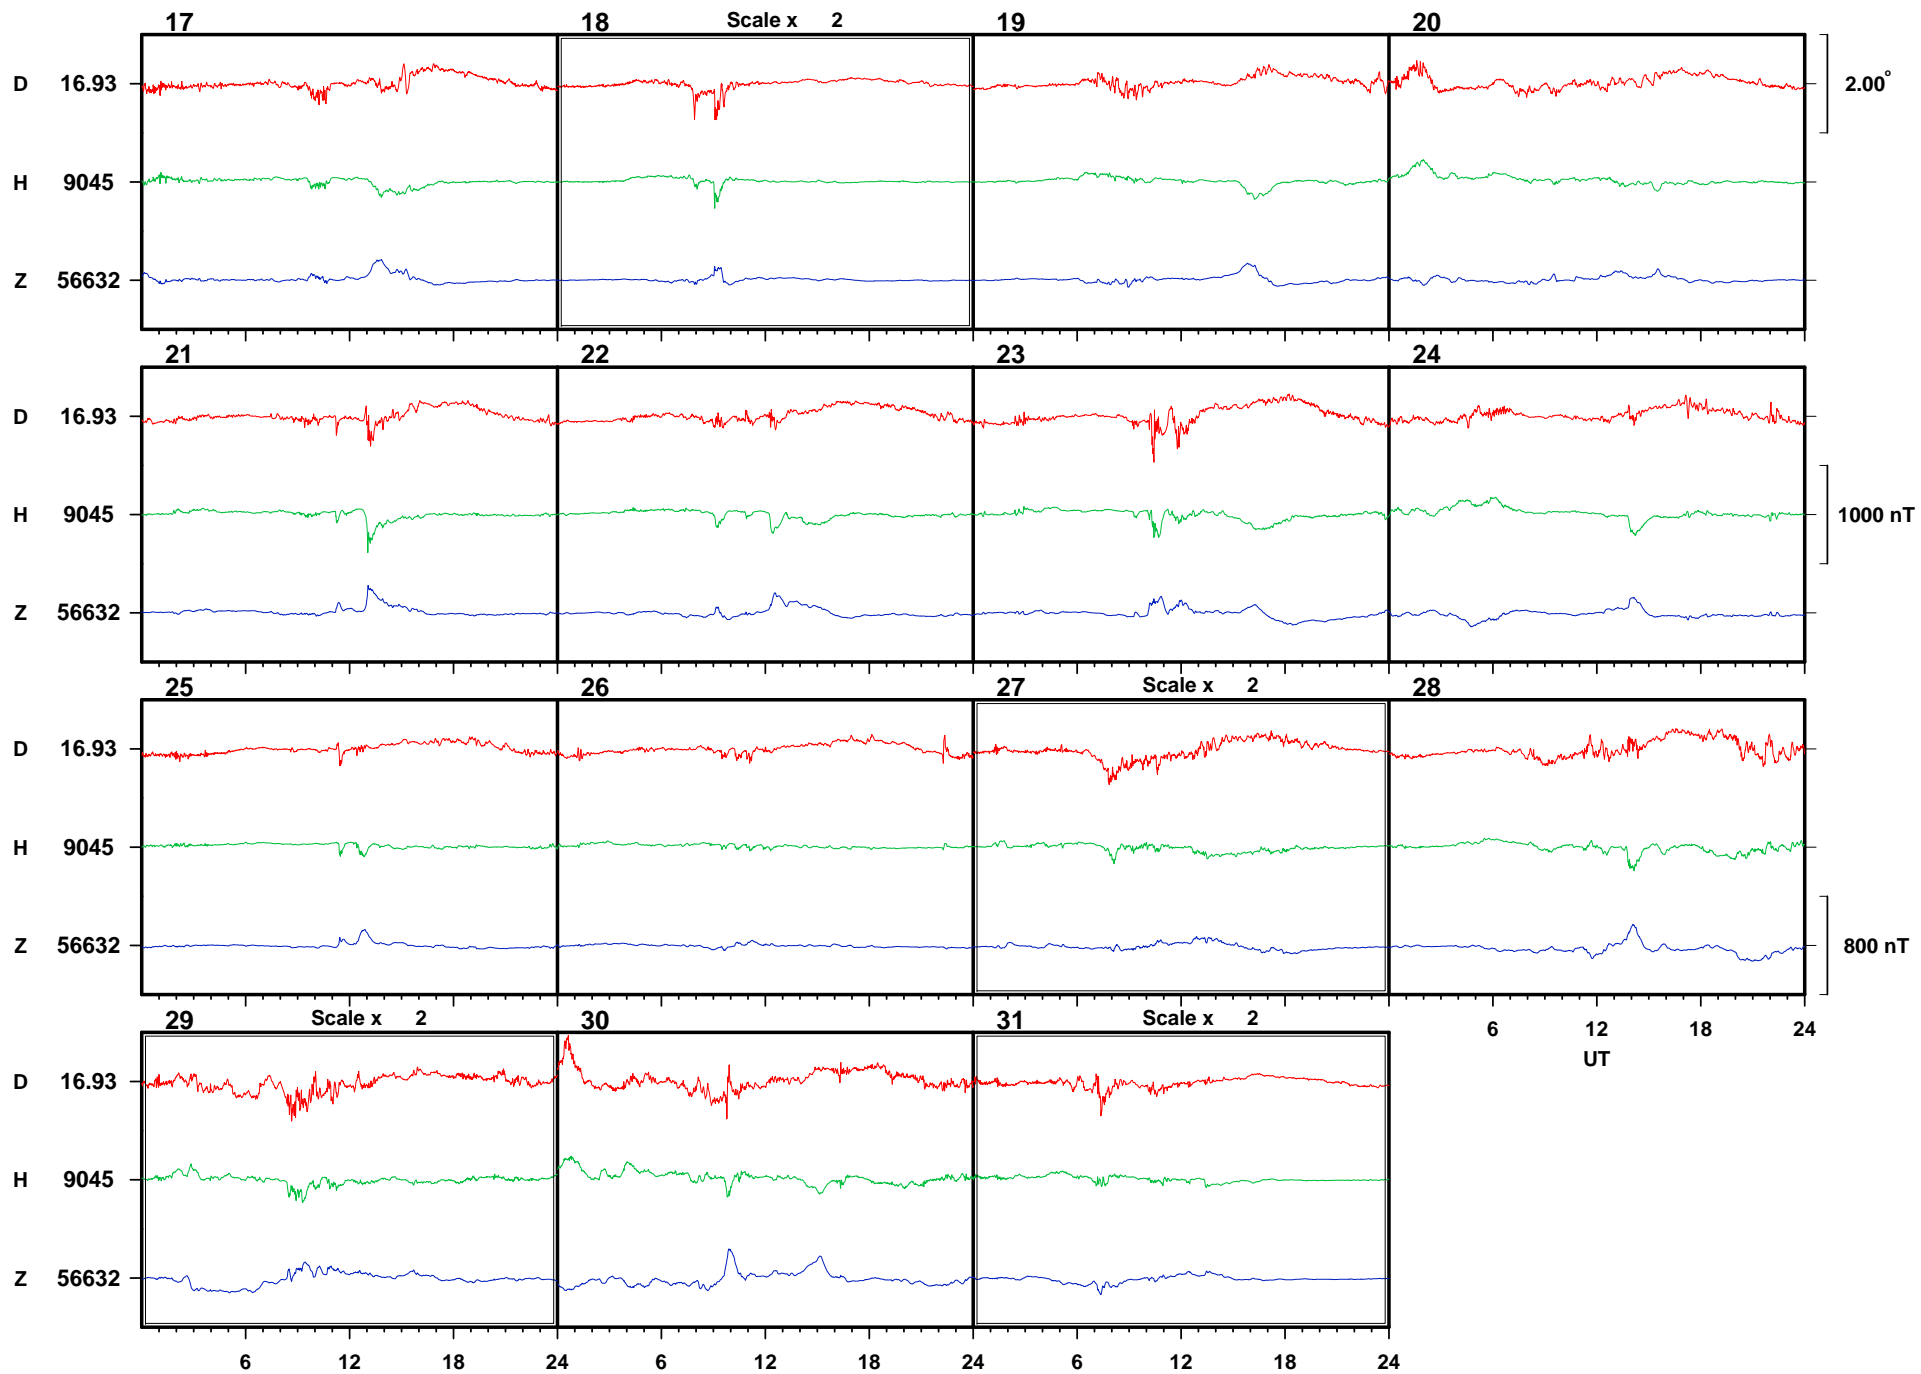 17 18 Scale x 2 19 20
D 16.93 2.00°
H 9045
Z 56632
21 22 23 24
D 16.93
H 9045 1000 nT
Z 56632
25 26 27 Scale x 2 28
D 16.93
H 9045
Z 56632 800 nT
29 Scale x 2 30 31 Scale x 2 6 12 18 24
UT
D 16.93
H 9045
Z 56632
6 12 18 24 6 12 18 24 6 12 18 24